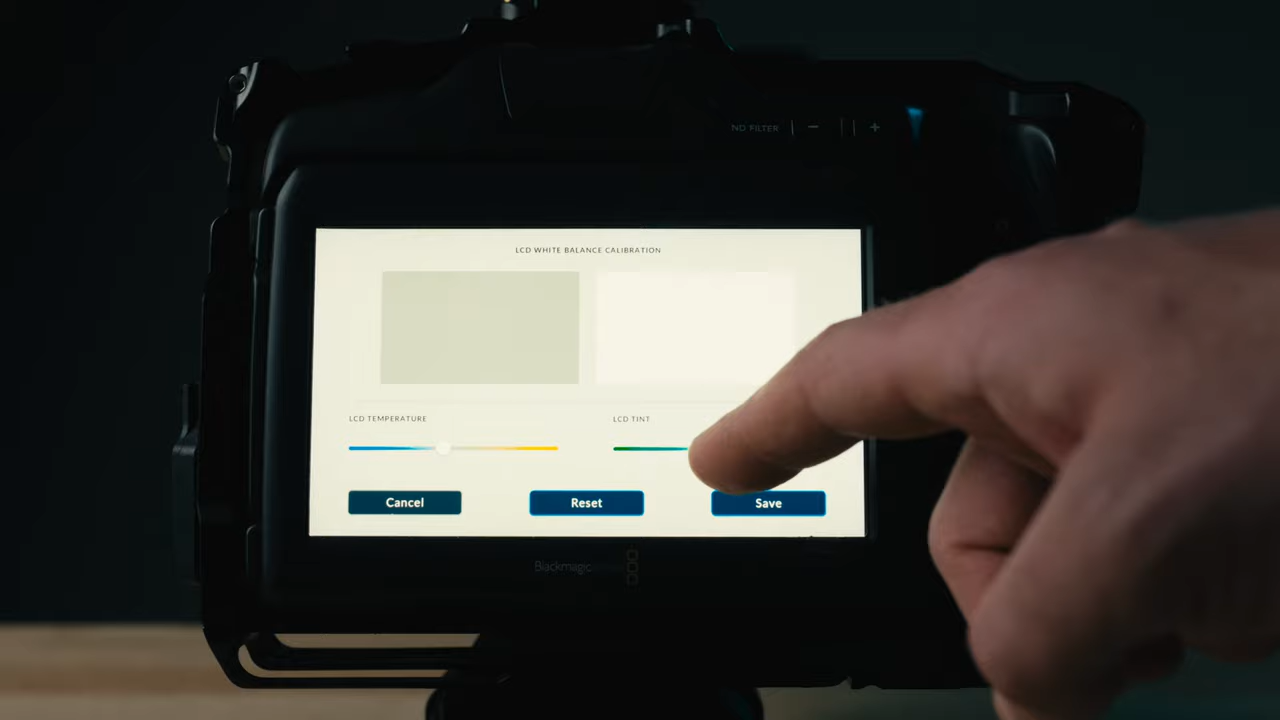 ND FILTER − +
LCD WHITE BALANCE CALIBRATION
LCD TEMPERATURE
LCD TINT
Cancel
Reset
Save
Blackmagic